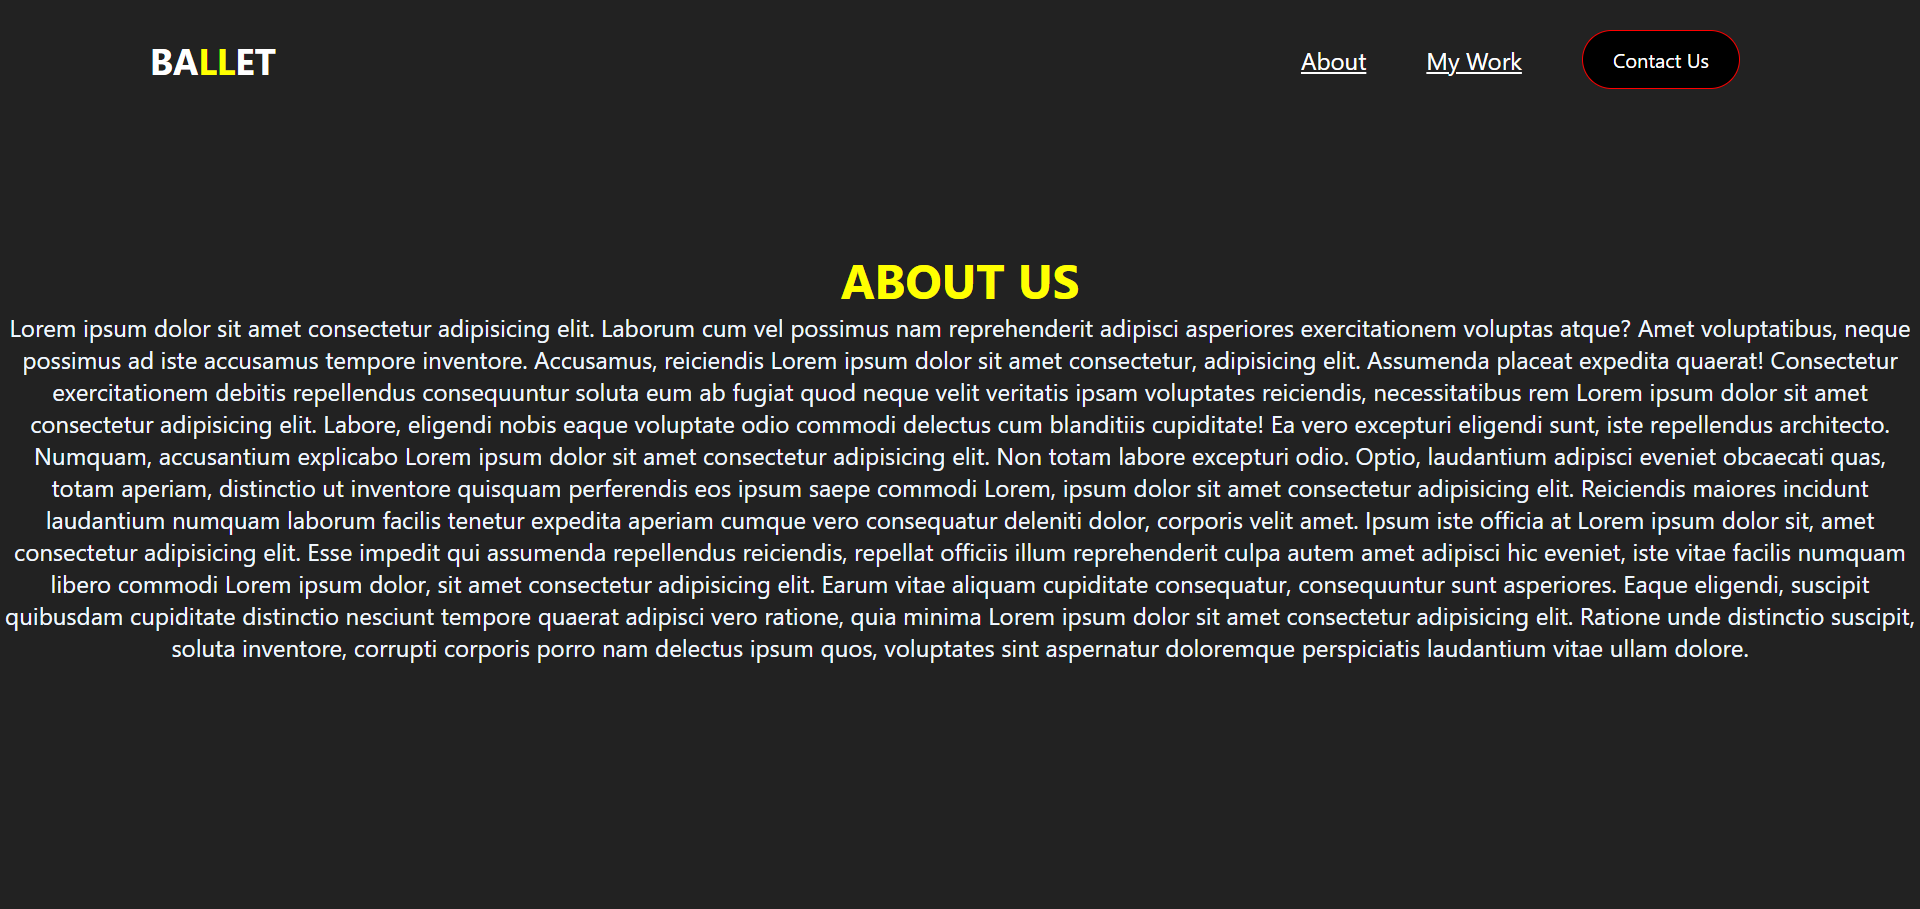 BALLET
About
My Work
Contact Us
ABOUT US
Lorem ipsum dolor sit amet consectetur adipisicing elit. Laborum cum vel possimus nam reprehenderit adipisci asperiores exercitationem voluptas atque? Amet voluptatibus, neque
possimus ad iste accusamus tempore inventore. Accusamus, reiciendis Lorem ipsum dolor sit amet consectetur, adipisicing elit. Assumenda placeat expedita quaerat! Consectetur
exercitationem debitis repellendus consequuntur soluta eum ab fugiat quod neque velit veritatis ipsam voluptates reiciendis, necessitatibus rem Lorem ipsum dolor sit amet
consectetur adipisicing elit. Labore, eligendi nobis eaque voluptate odio commodi delectus cum blanditiis cupiditate! Ea vero excepturi eligendi sunt, iste repellendus architecto.
Numquam, accusantium explicabo Lorem ipsum dolor sit amet consectetur adipisicing elit. Non totam labore excepturi odio. Optio, laudantium adipisci eveniet obcaecati quas,
totam aperiam, distinctio ut inventore quisquam perferendis eos ipsum saepe commodi Lorem, ipsum dolor sit amet consectetur adipisicing elit. Reiciendis maiores incidunt
laudantium numquam laborum facilis tenetur expedita aperiam cumque vero consequatur deleniti dolor, corporis velit amet. Ipsum iste officia at Lorem ipsum dolor sit, amet
consectetur adipisicing elit. Esse impedit qui assumenda repellendus reiciendis, repellat officiis illum reprehenderit culpa autem amet adipisci hic eveniet, iste vitae facilis numquam
libero commodi Lorem ipsum dolor, sit amet consectetur adipisicing elit. Earum vitae aliquam cupiditate consequatur, consequuntur sunt asperiores. Eaque eligendi, suscipit
quibusdam cupiditate distinctio nesciunt tempore quaerat adipisci vero ratione, quia minima Lorem ipsum dolor sit amet consectetur adipisicing elit. Ratione unde distinctio suscipit,
soluta inventore, corrupti corporis porro nam delectus ipsum quos, voluptates sint aspernatur doloremque perspiciatis laudantium vitae ullam dolore.